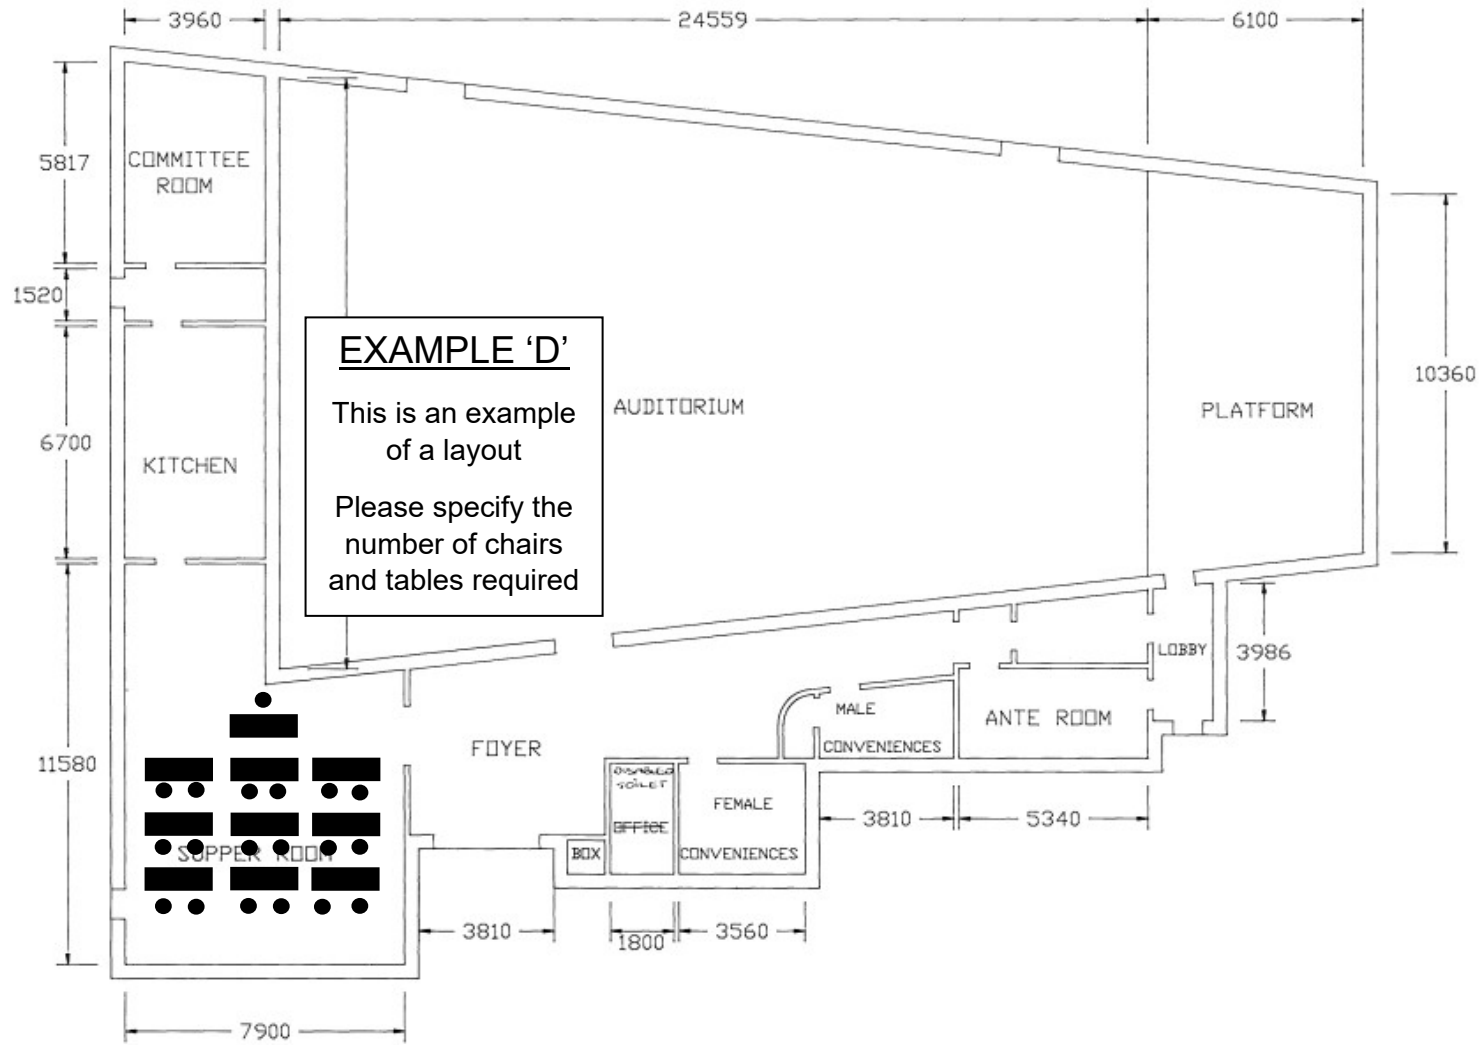 3960
24559
6100
5817
COMMITTEE
ROOM
1520
EXAMPLE ‘D’
This is an example
of a layout
Please specify the
number of chairs
and tables required
AUDITORIUM
PLATFORM
10360
6700
KITCHEN
LOBBY
3986
MALE
CONVENIENCES
ANTE ROOM
FOYER
11580
DISABLED
TOILET
OFFICE
FEMALE
CONVENIENCES
3810
5340
BOX
SUPPER ROOM
3810
1800
3560
7900